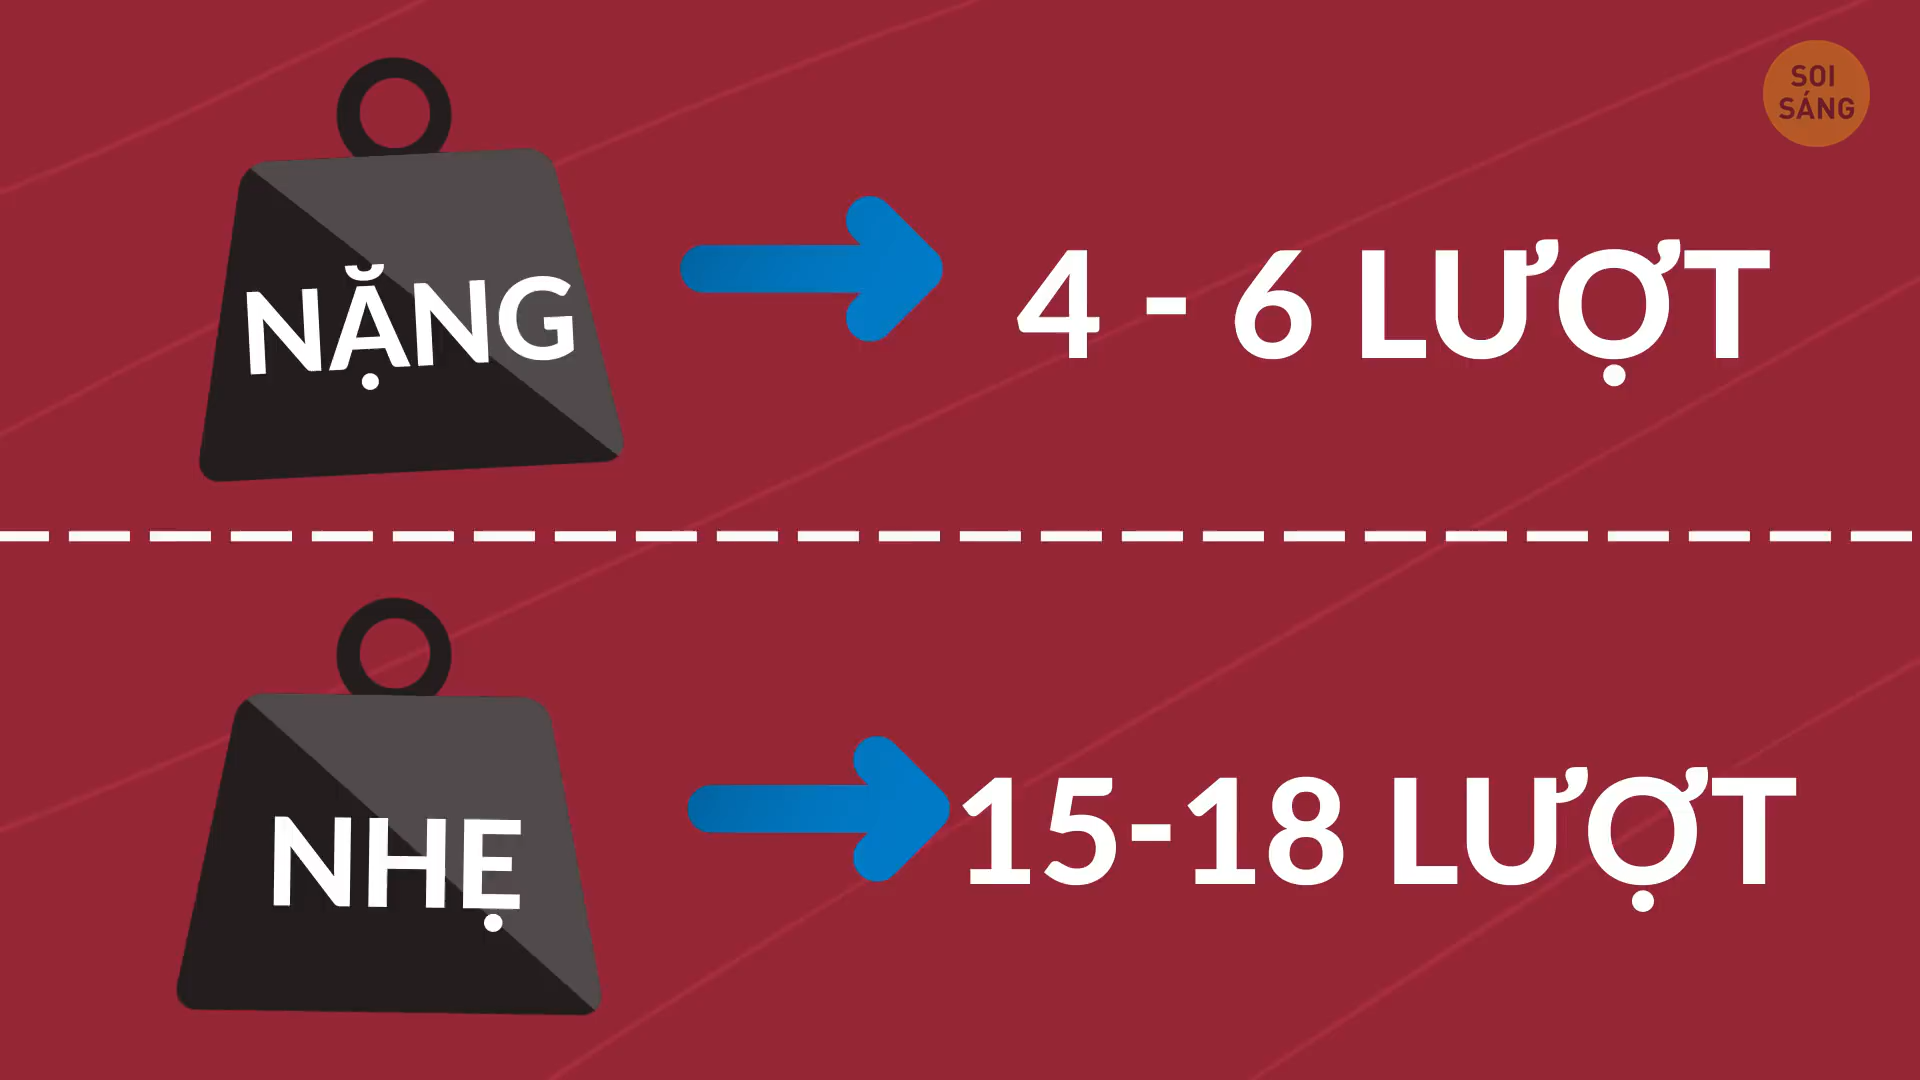 SOI
SÁNG
NẶNG
4 - 6 LƯỢT
NHẸ
15-18 LƯỢT